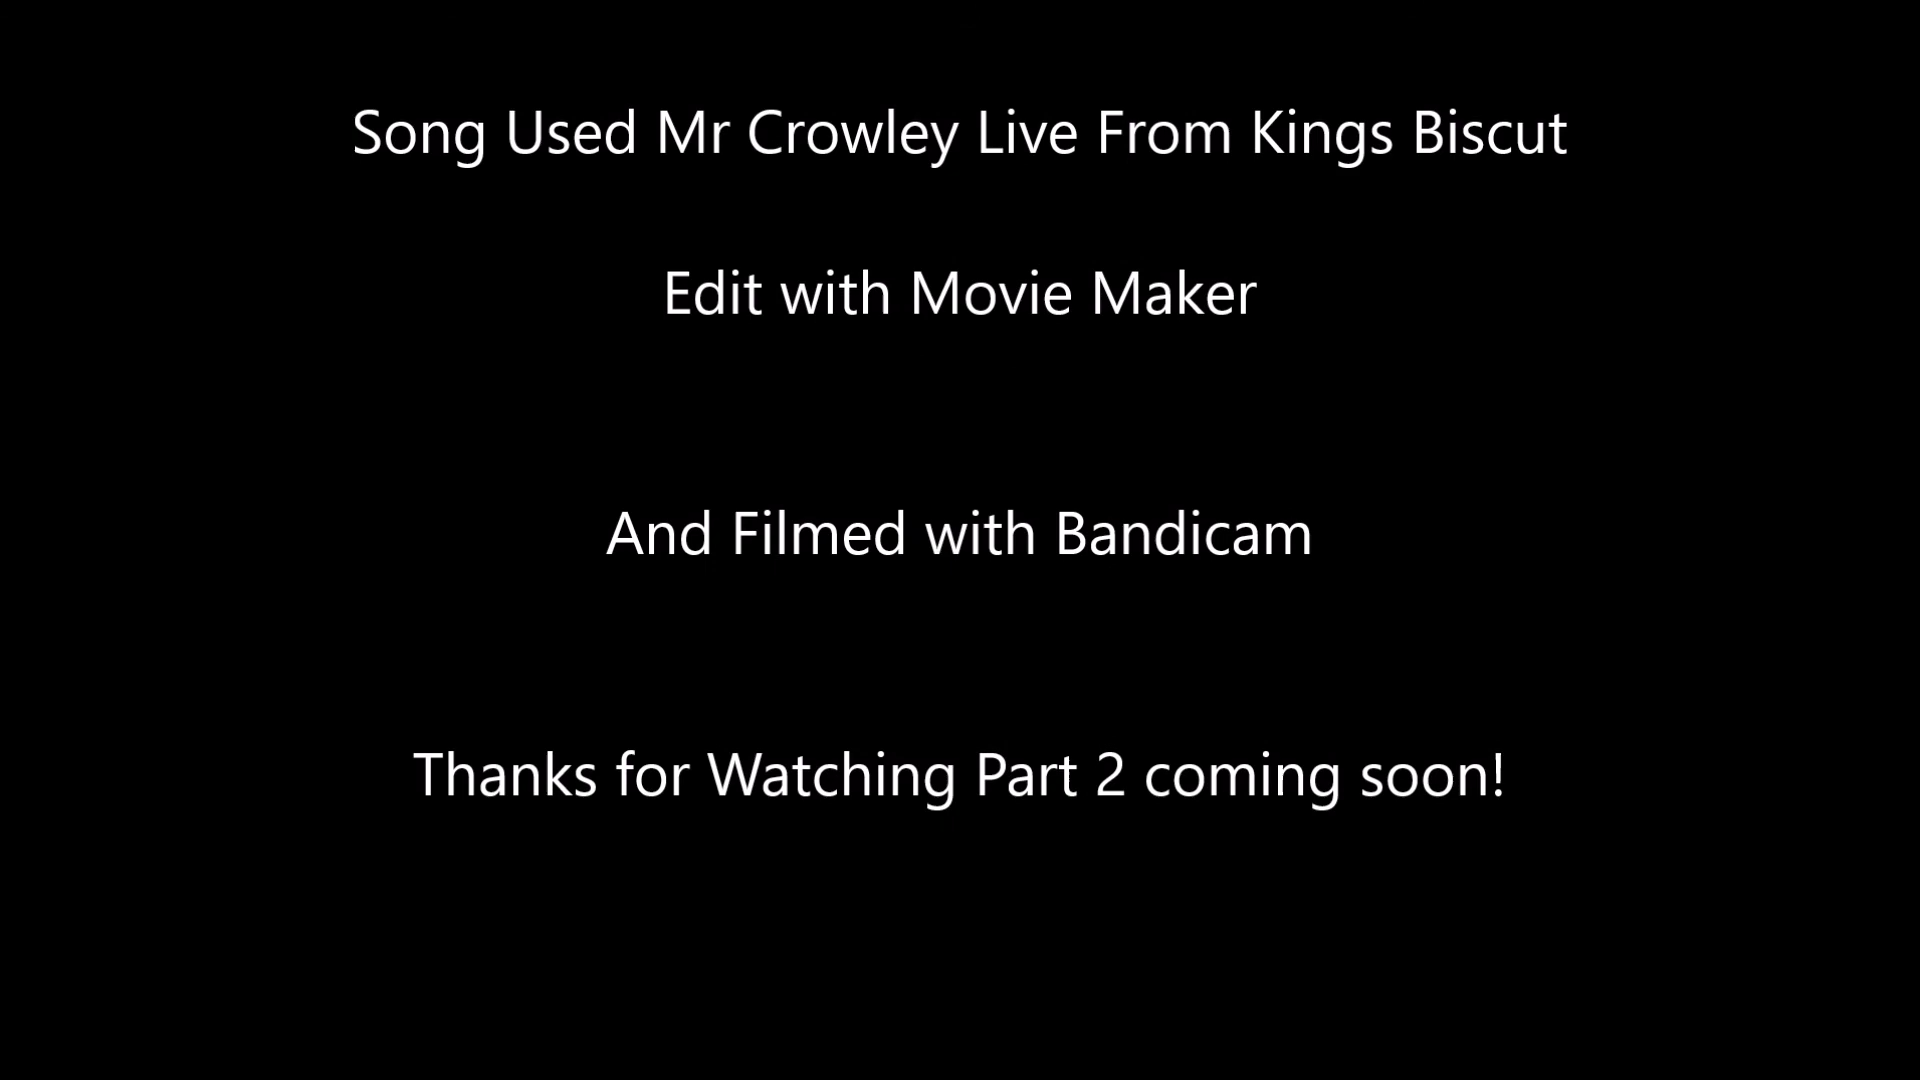 Song Used Mr Crowley Live From Kings Biscut
Edit with Movie Maker
And Filmed with Bandicam
Thanks for Watching Part 2 coming soon!